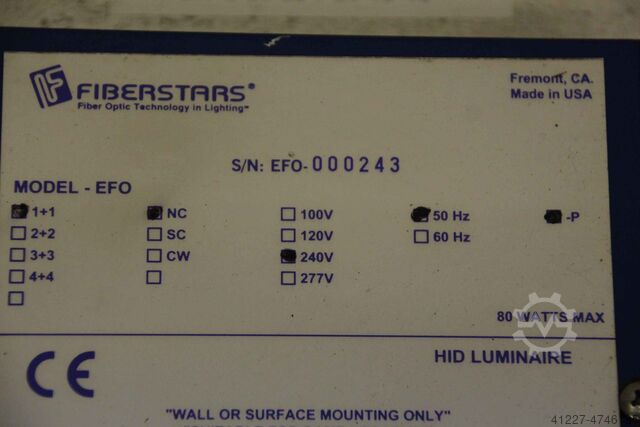 FIBERSTARS®
Fiber Optic Technology in Lighting™
Fremont, CA.
Made in USA
S/N: EFO-000243
MODEL - EFO
1+1 NC 100V 50 Hz -P
2+2 SC 120V 60 Hz
3+3 CW 240V
4+4 277V
80 WATTS MAX
CE HID LUMINAIRE
"WALL OR SURFACE MOUNTING ONLY"
41227-4746